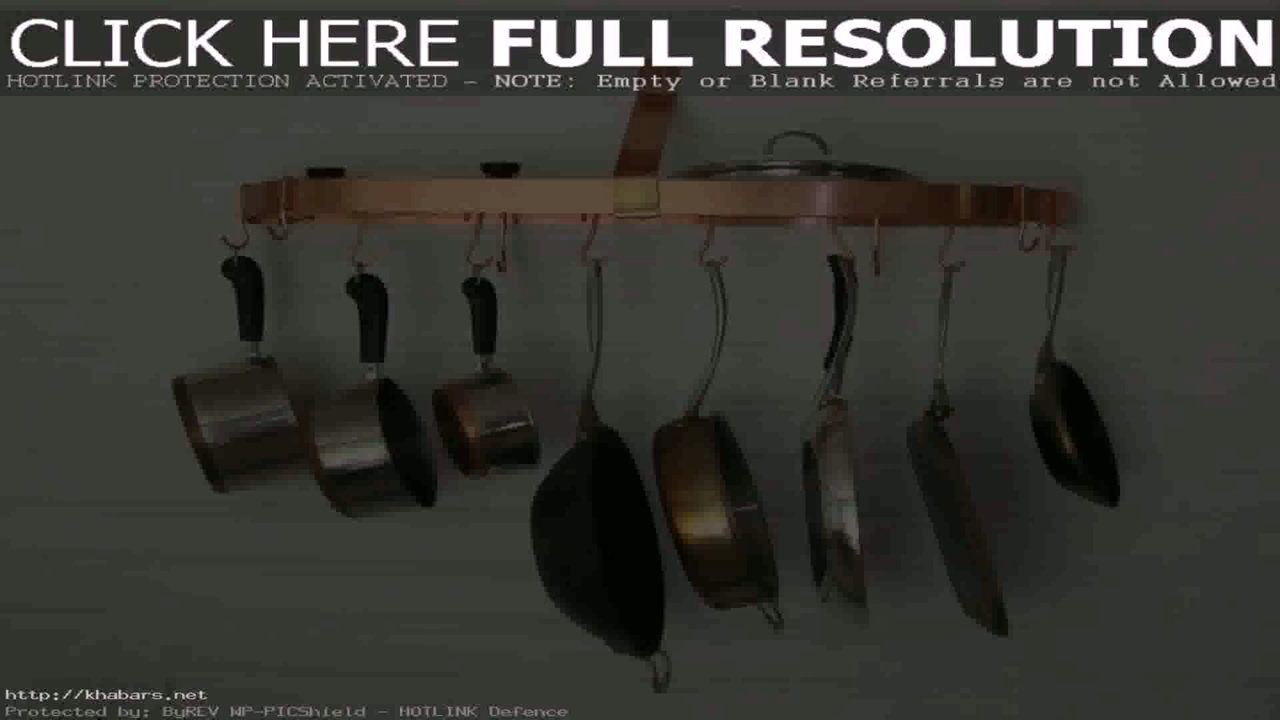 CLICK HERE FULL RESOLUTION
HOTLINK PROTECTION ACTIVATED - NOTE: Empty or Blank Referrals are not Allowed
http://khabars.net
Protected by: ByREV WP-PICShield - HOTLINK Defence